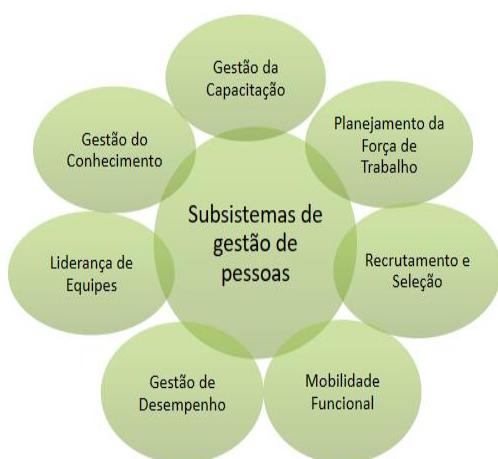 Gestão da
Capacitação
Planejamento da
Força de
Trabalho
Recrutamento e
Seleção
Mobilidade
Funcional
Gestão de
Desempenho
Liderança de
Equipes
Gestão do
Conhecimento
Subsistemas de
gestão de
pessoas